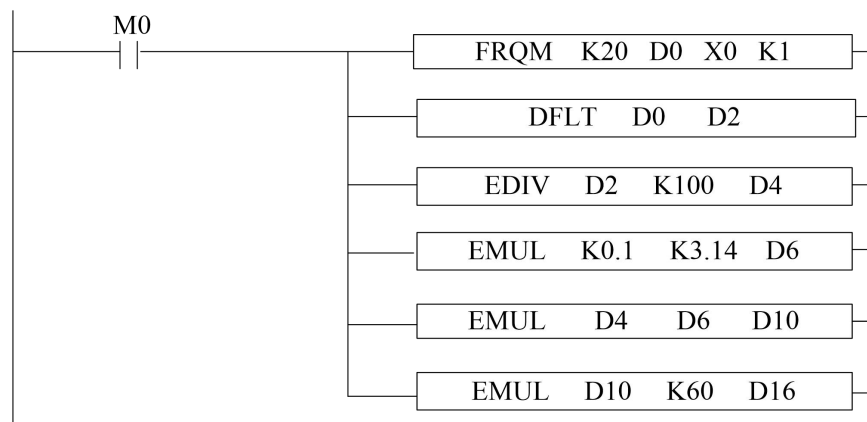 M0
FRQM K20 D0 X0 K1
DFLT D0 D2
EDIV D2 K100 D4
EMUL K0.1 K3.14 D6
EMUL D4 D6 D10
EMUL D10 K60 D16